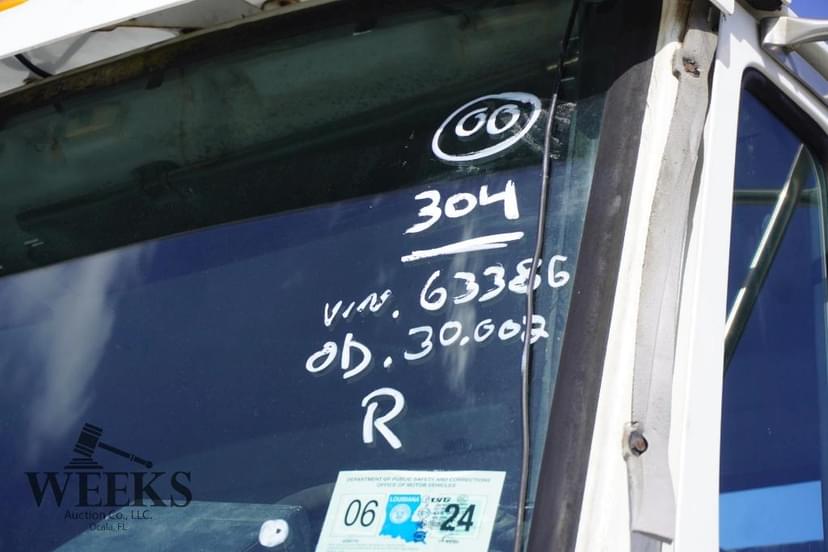 00
304
VIN. 63386
OD. 30.002
R
DEPARTMENT OF PUBLIC SAFETY AND CORRECTIONS
OFFICE OF MOTOR VEHICLES
06 LOUISIANA 24
WEEKS
Auction Co., LLC.
Ocala, FL